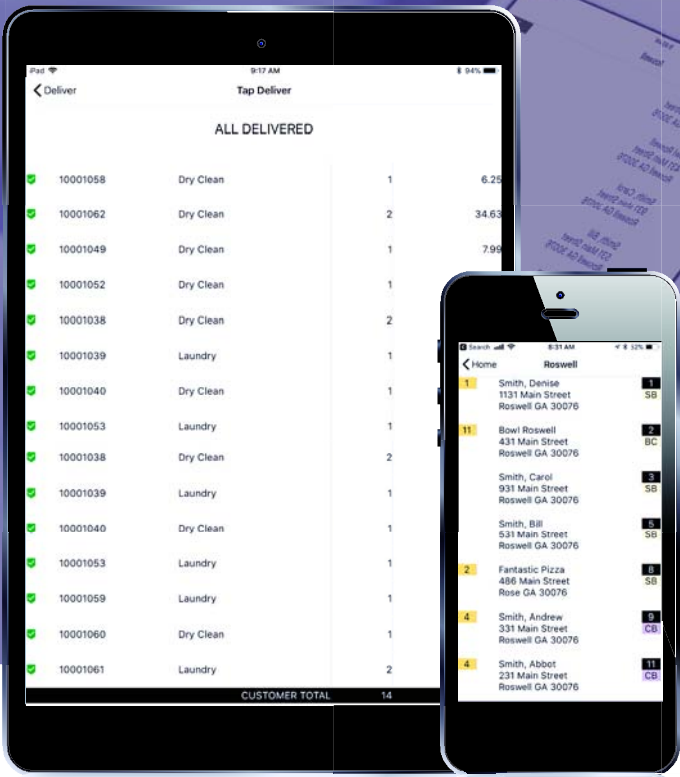 iPad 9:17 AM 94%
Deliver Tap Deliver
ALL DELIVERED
10001058 Dry Clean 1 6.25
10001062 Dry Clean 2 34.63
10001049 Dry Clean 1 7.99
10001052 Dry Clean 1
10001038 Dry Clean 2
10001039 Laundry 1
10001040 Dry Clean 1
10001053 Laundry 1
10001038 Dry Clean 2
10001039 Laundry 1
10001040 Dry Clean 1
10001053 Laundry 1
10001059 Laundry 1
10001060 Dry Clean 1
10001061 Laundry 2
CUSTOMER TOTAL 14
Search 8:31 AM 52%
Home Roswell
1 Smith, Denise 1
1131 Main Street SB
Roswell GA 30076
11 Bowl Roswell 2
431 Main Street BC
Roswell GA 30076
Smith, Carol 3
931 Main Street SB
Roswell GA 30076
Smith, Bill 5
531 Main Street SB
Roswell GA 30076
2 Fantastic Pizza 8
486 Main Street SB
Rose GA 30076
4 Smith, Andrew 9
331 Main Street CB
Roswell GA 30076
4 Smith, Abbot 11
231 Main Street CB
Roswell GA 30076